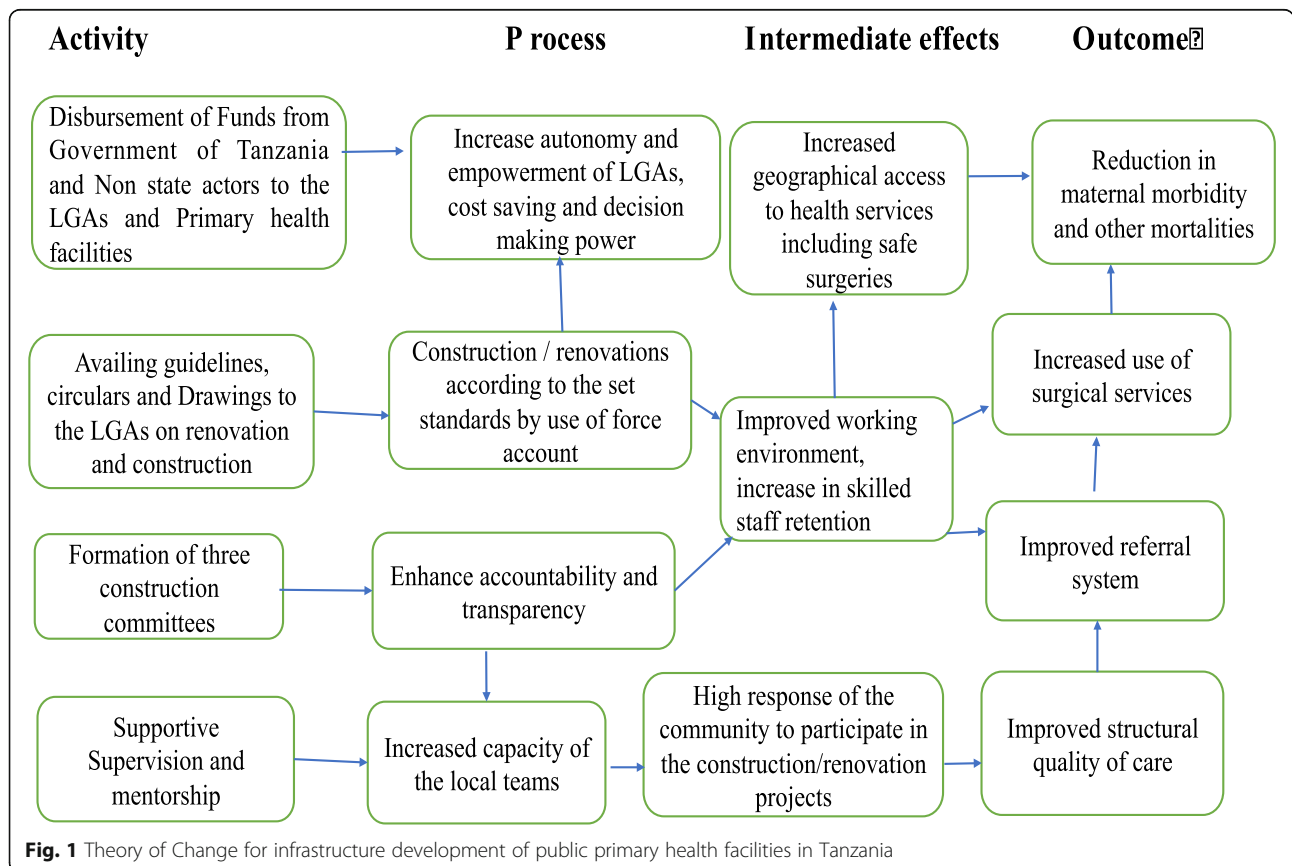 Activity
P rocess
Intermediate effects
Outcome⍰
Disbursement of Funds from
Government of Tanzania
and Non state actors to the
LGAs and Primary health
facilities
Increase autonomy and
empowerment of LGAs,
cost saving and decision
making power
Increased
geographical access
to health services
including safe
surgeries
Reduction in
maternal morbidity
and other mortalities
Availing guidelines,
circulars and Drawings to
the LGAs on renovation
and construction
Construction / renovations
according to the set
standards by use of force
account
Improved working
environment,
increase in skilled
staff retention
Increased use of
surgical services
Formation of three
construction
committees
Enhance accountability and
transparency
Improved referral
system
Supportive
Supervision and
mentorship
Increased capacity of
the local teams
High response of the
community to participate in
the construction/renovation
projects
Improved structural
quality of care
Fig. 1 Theory of Change for infrastructure development of public primary health facilities in Tanzania